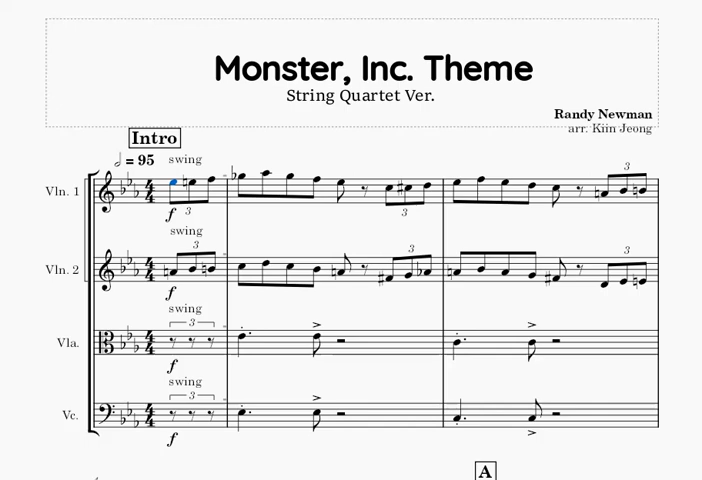 Monster, Inc. Theme
String Quartet Ver.
Randy Newman
arr. Kiin Jeong
Intro
= 95 swing
Vln. 1
3
3
3
f
swing
Vln. 2
3
3
3
f
swing
Vla.
3
f
swing
Vc.
3
f
A